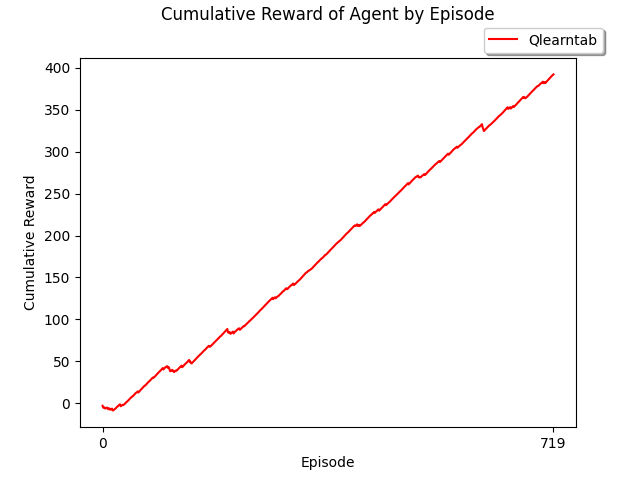 Cumulative Reward of Agent by Episode
Qlearntab
400
350
300
250
200
150
100
50
0
Cumulative Reward
0 719
Episode